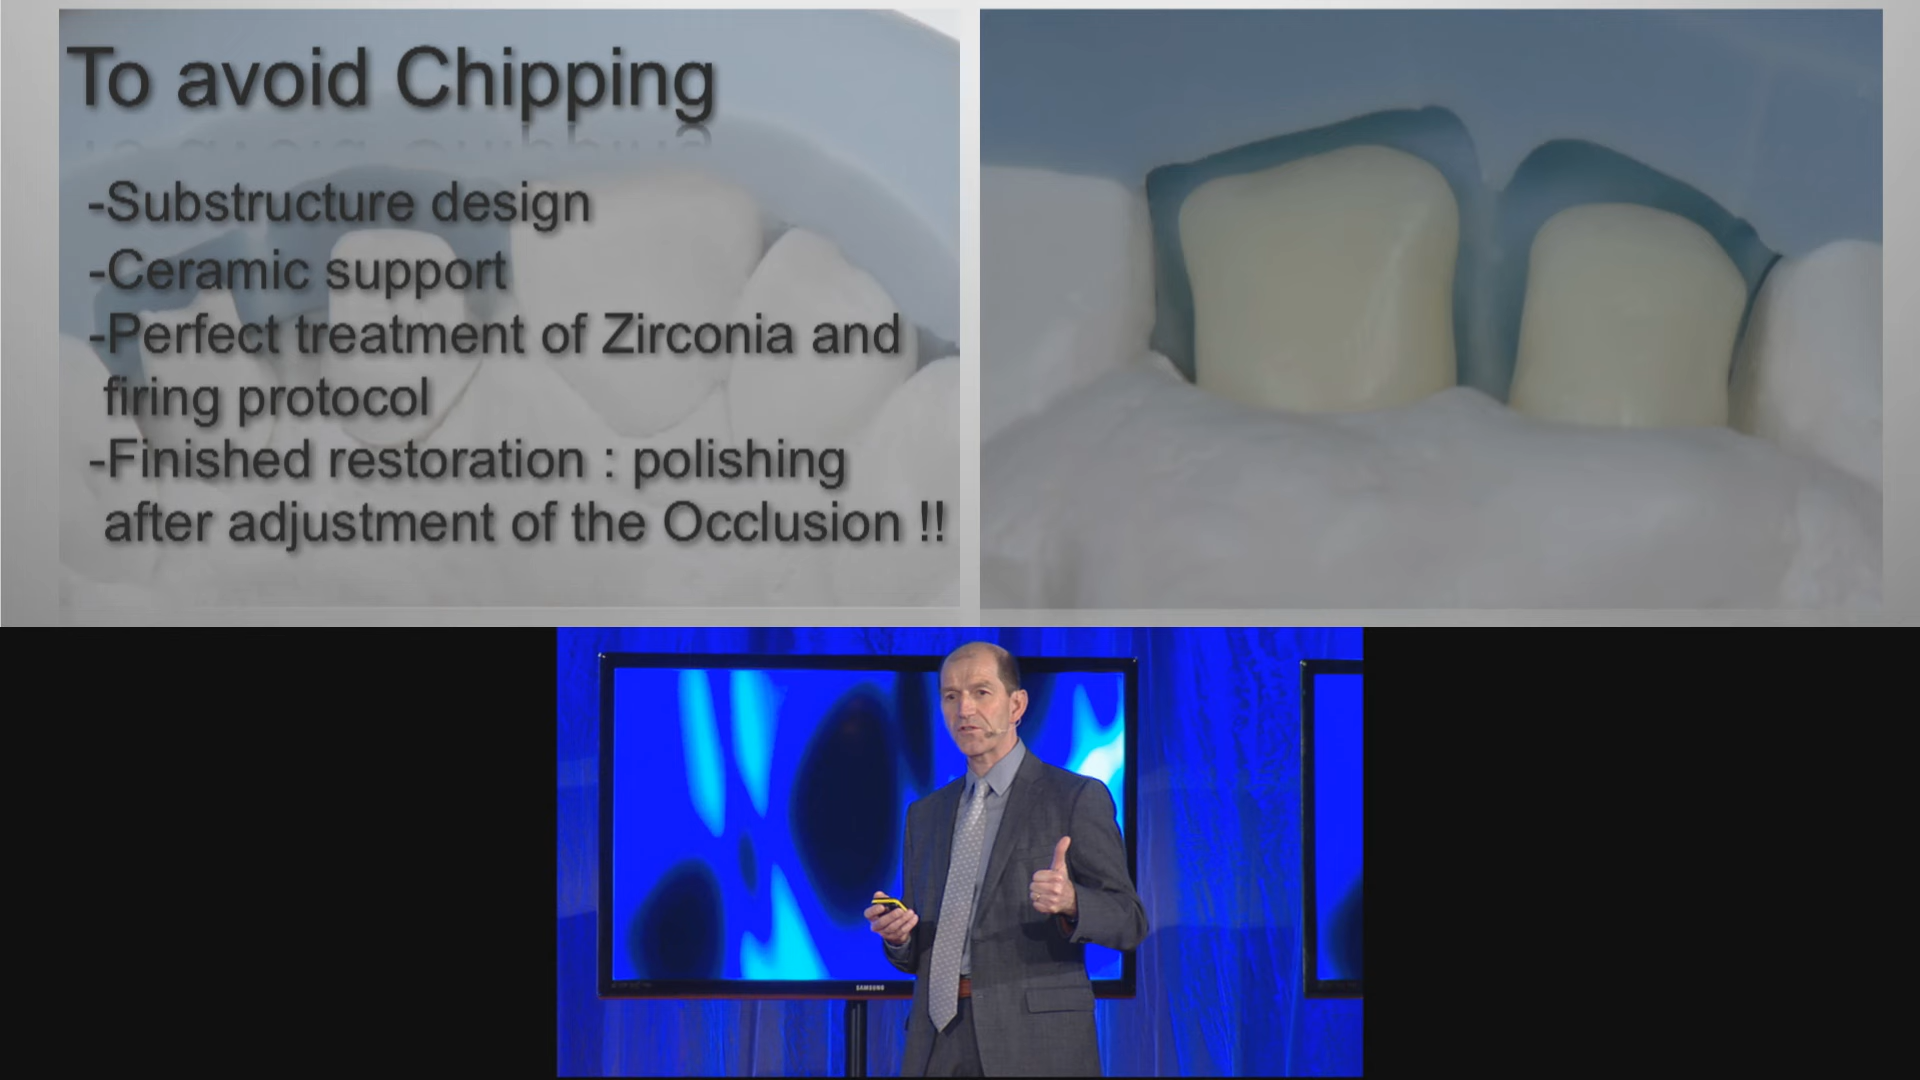 To avoid Chipping
-Substructure design
-Ceramic support
-Perfect treatment of Zirconia and
firing protocol
-Finished restoration : polishing
after adjustment of the Occlusion !!
SAMSUNG